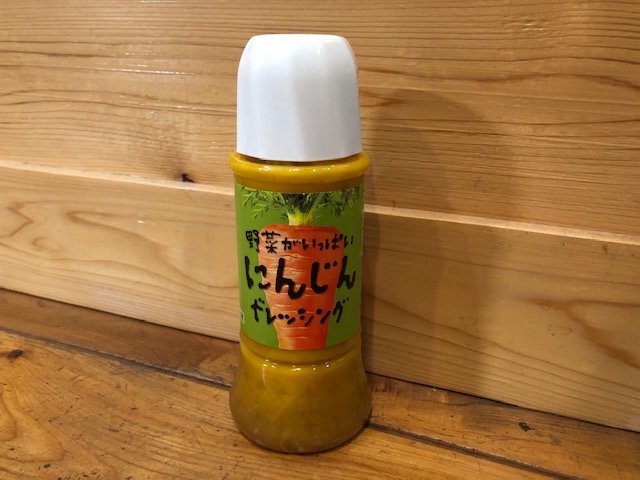 野菜がいっぱい
にんじん
ドレッシング